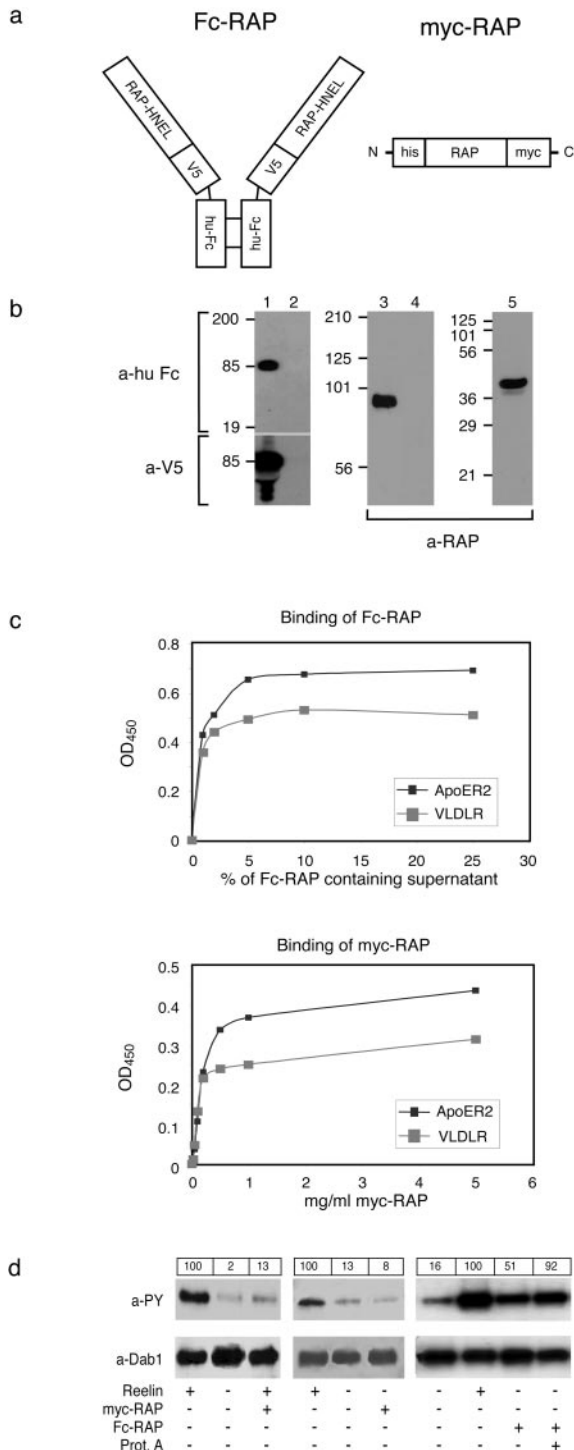 a
Fc-RAP
myc-RAP
RAP-HNEL
RAP-HNEL
V5
V5
hu-Fc
hu-Fc
N
his
RAP
myc
C
b
1 2
3 4
5
a-hu Fc
200
85
19
a-V5
85
210
125
101
56
125
101
56
36
29
21
a-RAP
c
Binding of Fc-RAP
0.8
0.6
0.4
0.2
0
OD450
ApoER2
VLDLR
0 5 10 15 20 25 30
% of Fc-RAP containing supernatant
Binding of myc-RAP
0.5
0.4
0.3
0.2
0.1
0
OD450
ApoER2
VLDLR
0 1 2 3 4 5 6
mg/ml myc-RAP
d
100 2 13 100 13 8 16 100 51 92
a-PY
a-Dab1
Reelin + - + + - - - + - -
myc-RAP - - + - - + - - - -
Fc-RAP - - - - - - - - + +
Prot. A - - - - - - - - - +